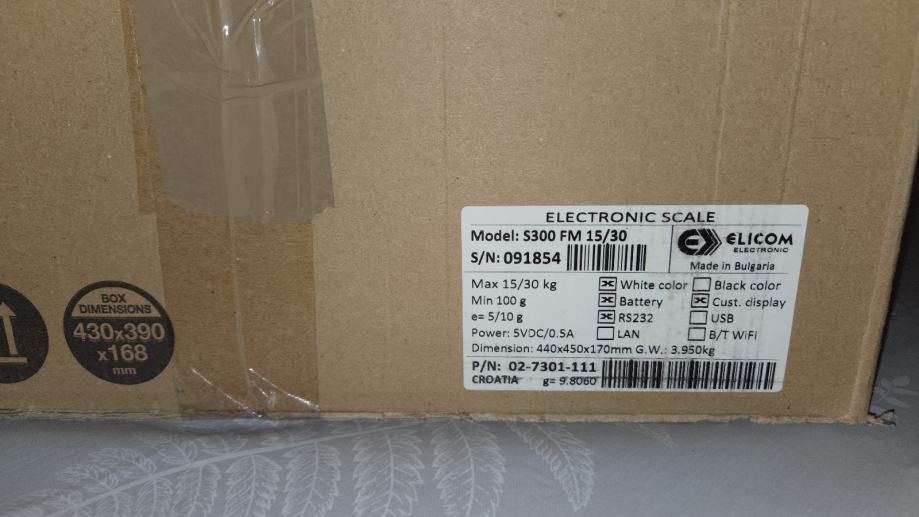 ELECTRONIC SCALE
Model: S300 FM 15/30
S/N: 091854
ELICOM
ELECTRONIC
Made in Bulgaria
Max 15/30 kg
Min 100 g
e= 5/10 g
Power: 5VDC/0.5A
White color
Black color
Battery
Cust. display
RS232
USB
LAN
B/T WiFi
Dimension: 440x450x170mm G.W.: 3.950kg
P/N: 02-7301-111
CROATIA g= 9.8060
BOX
DIMENSIONS
430x390
x168
mm